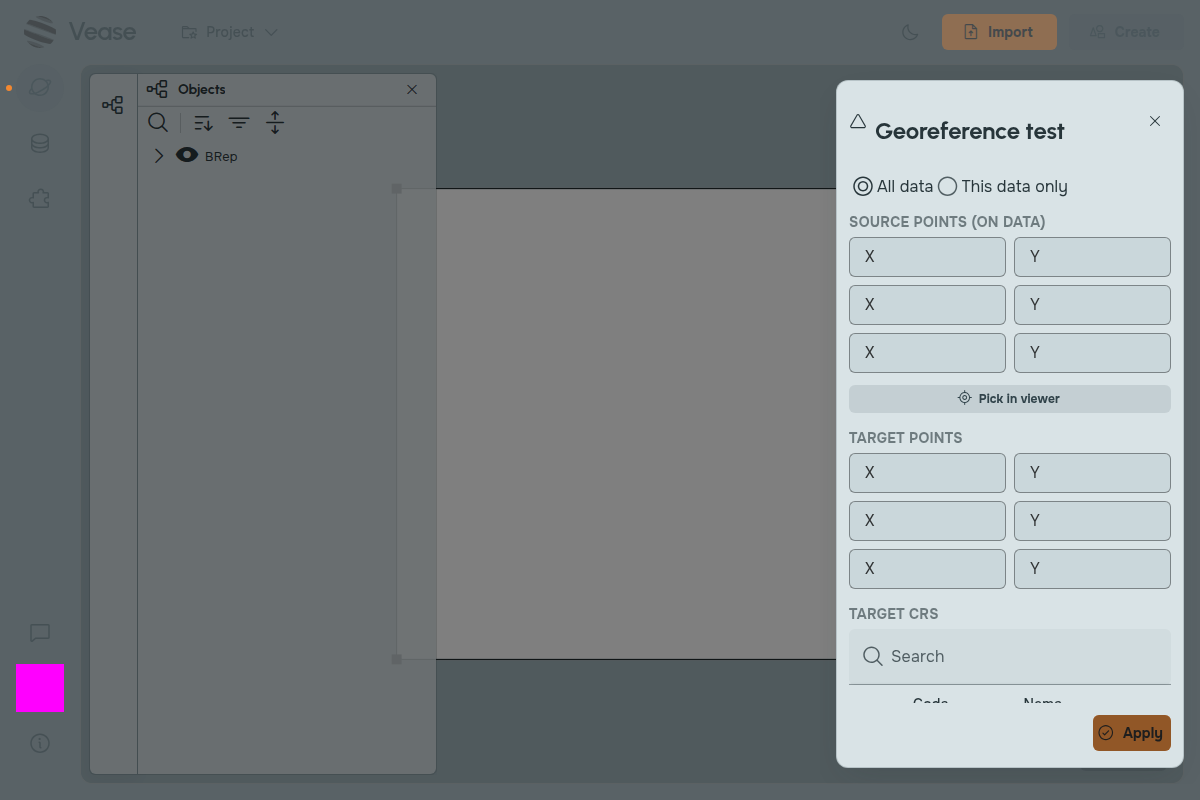 Vease
Project
Import
Create
Objects
BRep
Georeference test
All data
This data only
SOURCE POINTS (ON DATA)
X Y
X Y
X Y
Pick in viewer
TARGET POINTS
X Y
X Y
X Y
TARGET CRS
Search
Code Name
Apply